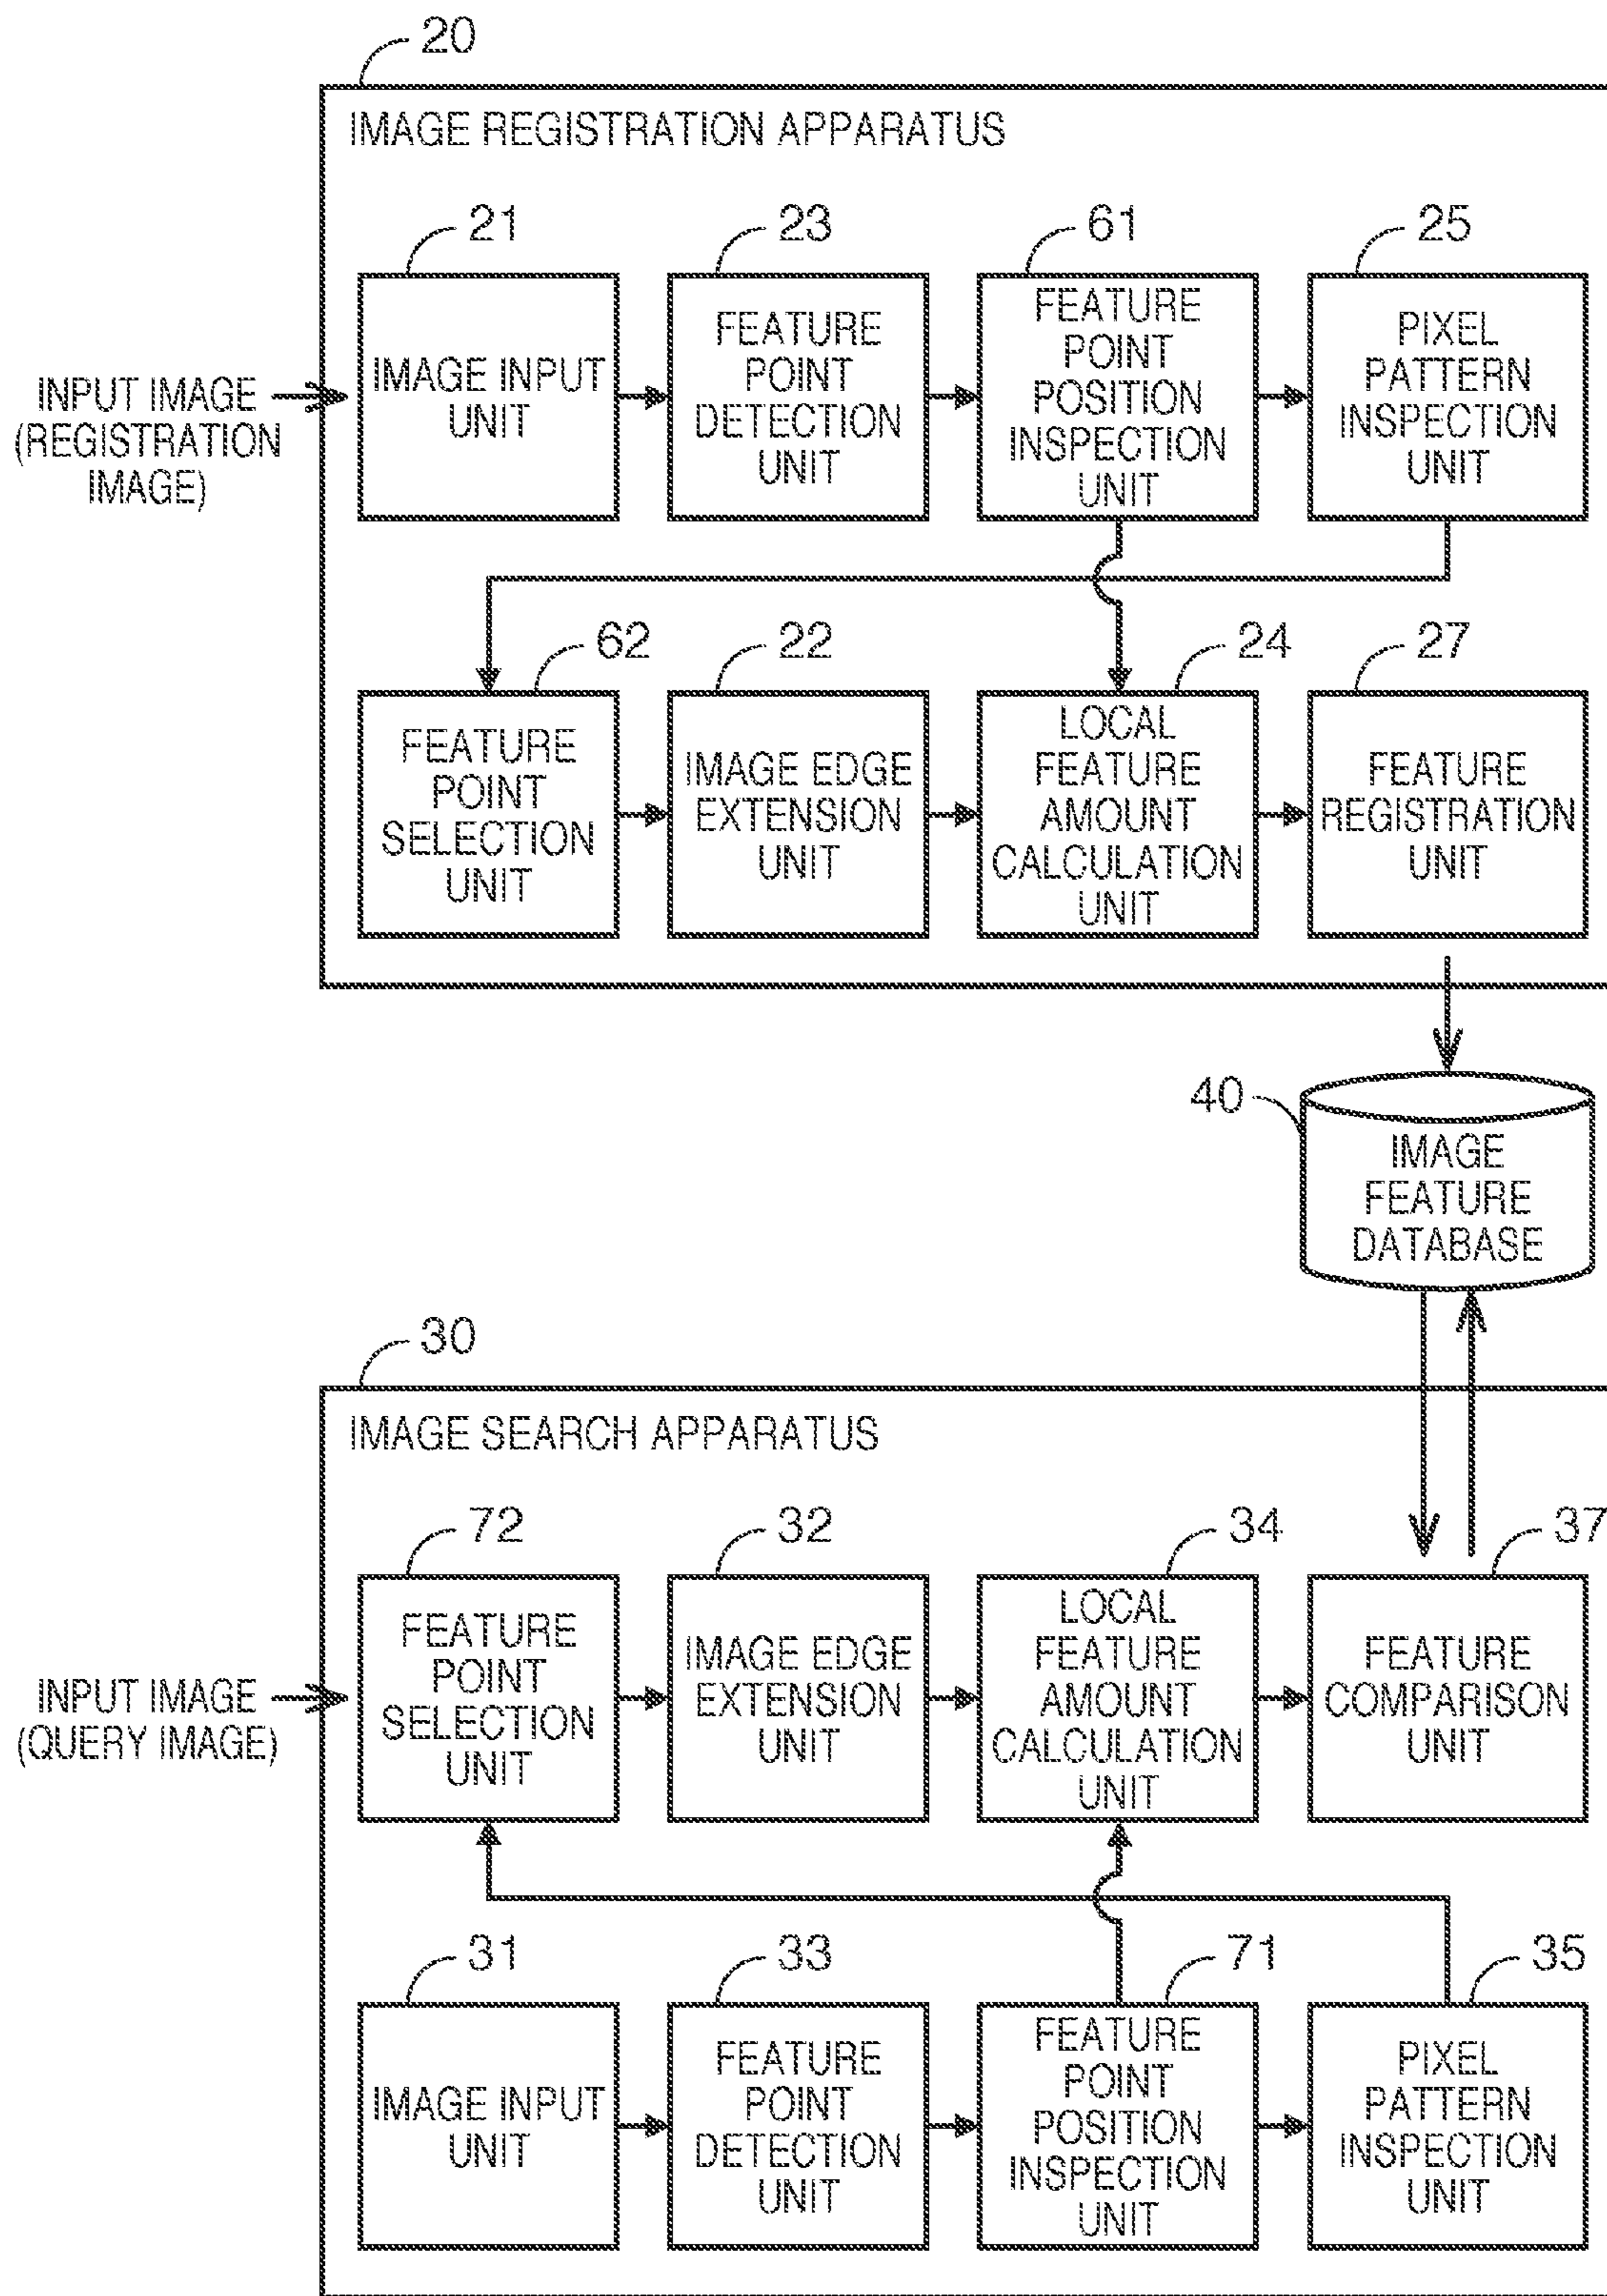 20
IMAGE REGISTRATION APPARATUS
21
23
61
25
INPUT IMAGE
(REGISTRATION
IMAGE)
IMAGE INPUT
UNIT
FEATURE
POINT
DETECTION
UNIT
FEATURE
POINT
POSITION
INSPECTION
UNIT
PIXEL
PATTERN
INSPECTION
UNIT
62
22
24
27
FEATURE
POINT
SELECTION
UNIT
IMAGE EDGE
EXTENSION
UNIT
LOCAL
FEATURE
AMOUNT
CALCULATION
UNIT
FEATURE
REGISTRATION
UNIT
40
IMAGE
FEATURE
DATABASE
30
IMAGE SEARCH APPARATUS
72
32
34
37
INPUT IMAGE
(QUERY IMAGE)
FEATURE
POINT
SELECTION
UNIT
IMAGE EDGE
EXTENSION
UNIT
LOCAL
FEATURE
AMOUNT
CALCULATION
UNIT
FEATURE
COMPARISON
UNIT
31
33
71
35
IMAGE INPUT
UNIT
FEATURE
POINT
DETECTION
UNIT
FEATURE
POINT
POSITION
INSPECTION
UNIT
PIXEL
PATTERN
INSPECTION
UNIT